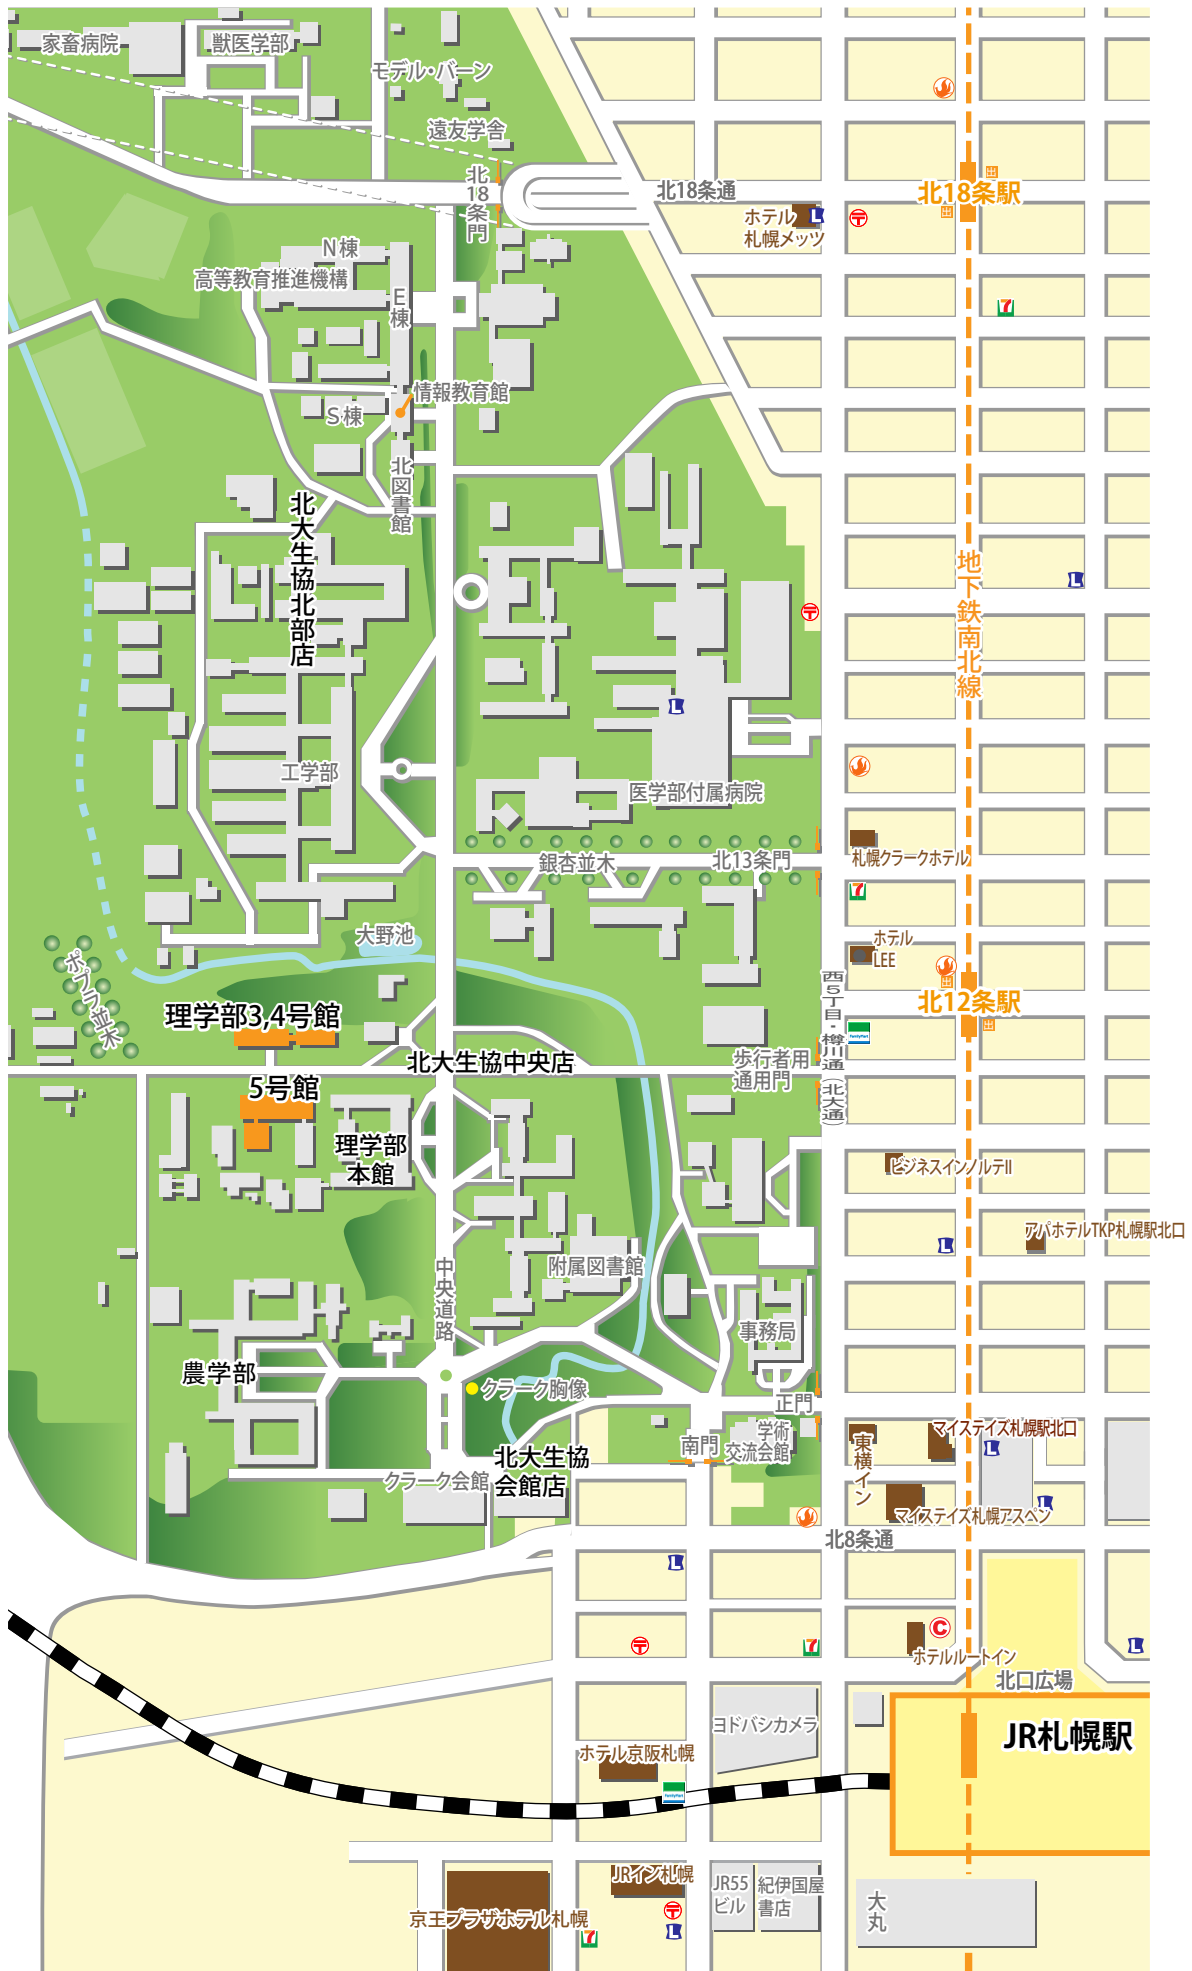 家畜病院
獣医学部
モデル・バーン
遠友学舎
北18条門
北18条通
北18条駅
ホテル
札幌メッツ
N棟
高等教育推進機構
E棟
情報教育館
S棟
北図書館
北大生協北部店
地下鉄南北線
工学部
医学部付属病院
銀杏並木
北13条門
札幌クラークホテル
大野池
ホテル
LEE
ポプラ並木
西5丁目・樽川通(北大通)
北12条駅
FamilyMart
理学部3,4号館
北大生協中央店
歩行者用
通用門
5号館
理学部
本館
ビジネスインノルテII
アパホテルTKP札幌駅北口
中央道路
附属図書館
事務局
農学部
クラーク胸像
正門
南門
学術
交流会館
マイステイズ札幌駅北口
東横イン
クラーク会館
北大生協
会館店
マイステイズ札幌アスペン
北8条通
ホテルルートイン
北口広場
JR札幌駅
ヨドバシカメラ
ホテル京阪札幌
FamilyMart
JRイン札幌
JR55
ビル
紀伊国屋
書店
大丸
京王プラザホテル札幌